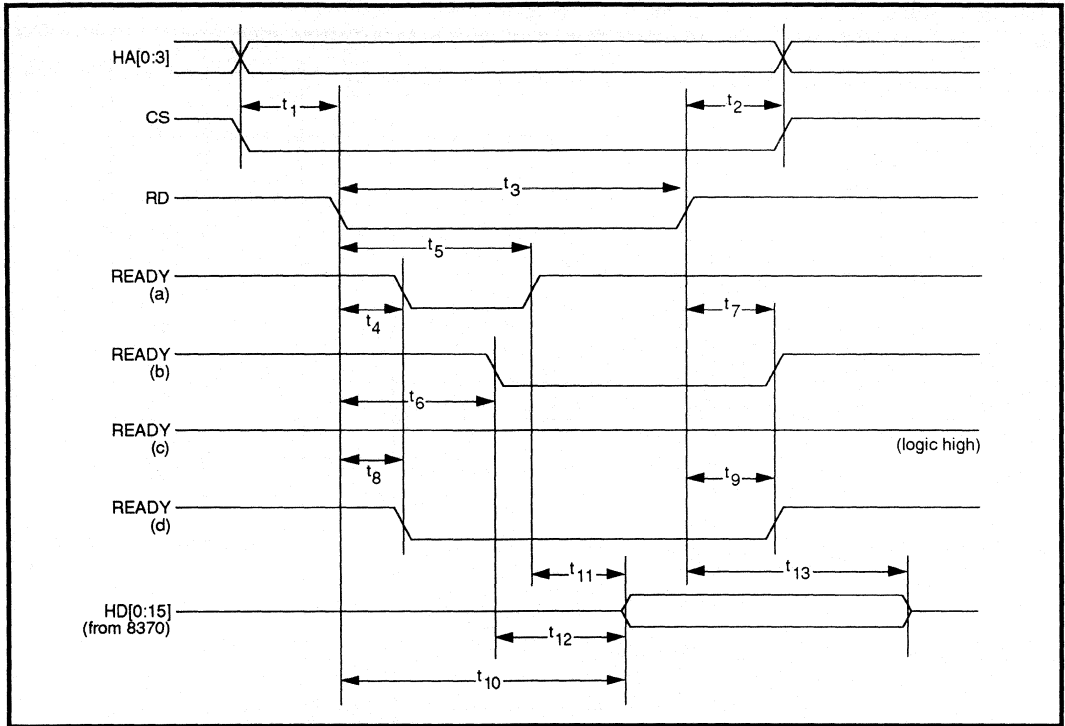 HA[0:3]
t1
t2
CS
t3
RD
t5
READY
(a)
t4
t7
READY
(b)
t6
READY
(c)
(logic high)
t8
t9
READY
(d)
t11
t13
HD[0:15]
(from 8370)
t12
t10